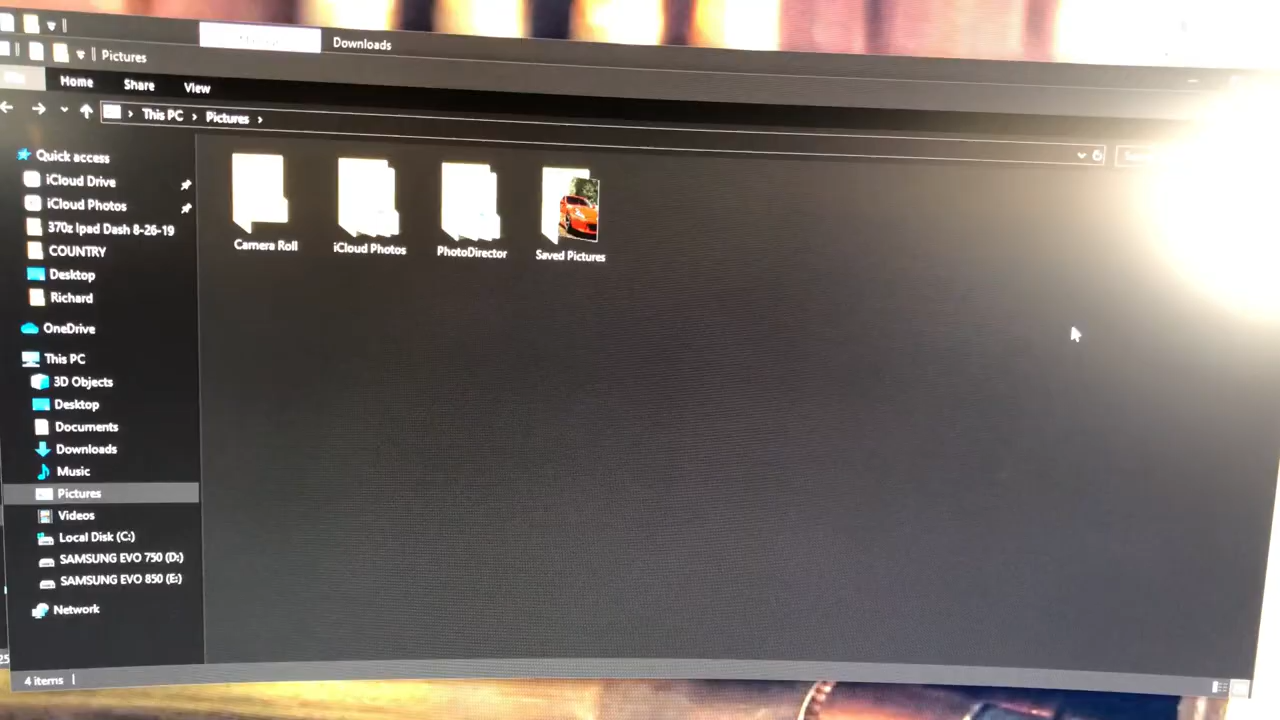 Downloads
Pictures
Home Share View
This PC > Pictures >
Quick access
iCloud Drive
iCloud Photos
370z Ipad Dash 8-26-19
COUNTRY
Desktop
Richard
OneDrive
This PC
3D Objects
Desktop
Documents
Downloads
Music
Pictures
Videos
Local Disk (C:)
SAMSUNG EVO 750 (D:)
SAMSUNG EVO 850 (E:)
Network
Camera Roll
iCloud Photos
PhotoDirector
Saved Pictures
4 items